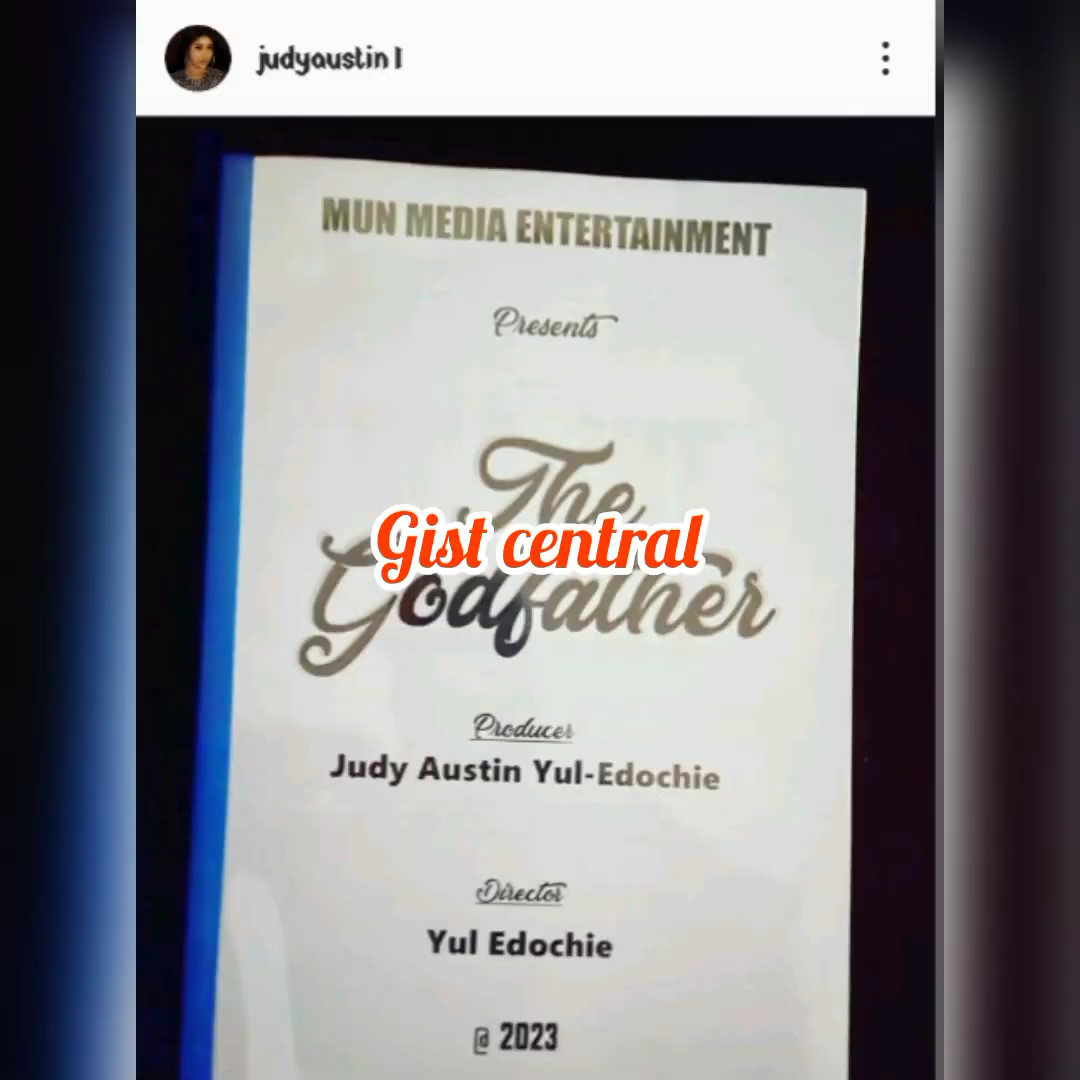 judyaustin1
MUN MEDIA ENTERTAINMENT
Presents
The
Gist central
Godfather
Producer
Judy Austin Yul-Edochie
Director
Yul Edochie
@ 2023